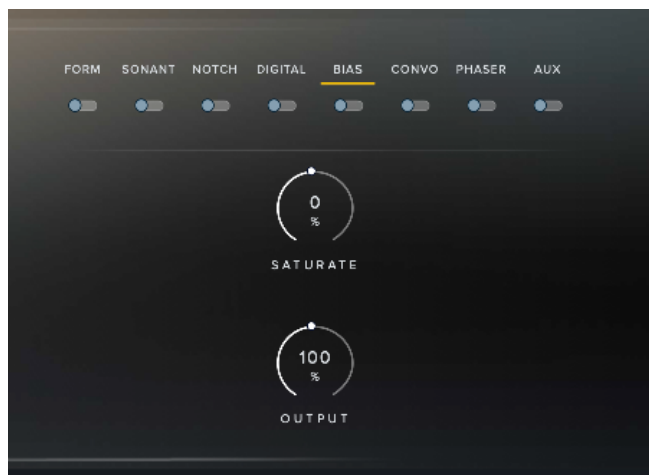 FORM SONANT NOTCH DIGITAL BIAS CONVO PHASER AUX
0
%
SATURATE
100
%
OUTPUT